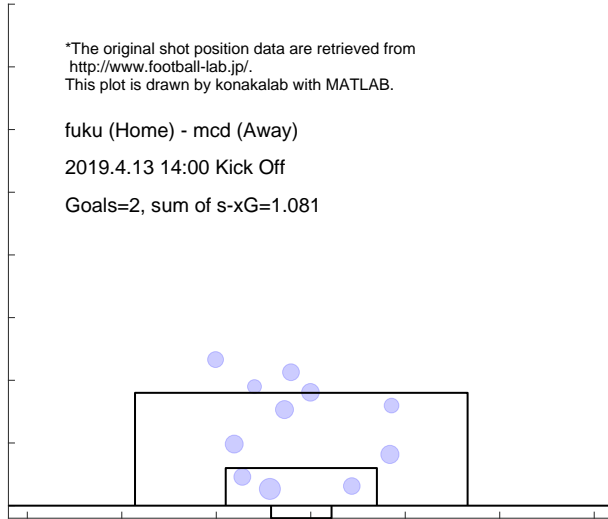 *The original shot position data are retrieved from
http://www.football-lab.jp/.
This plot is drawn by konakalab with MATLAB.
fuku (Home) - mcd (Away)
2019.4.13 14:00 Kick Off
Goals=2, sum of s-xG=1.081